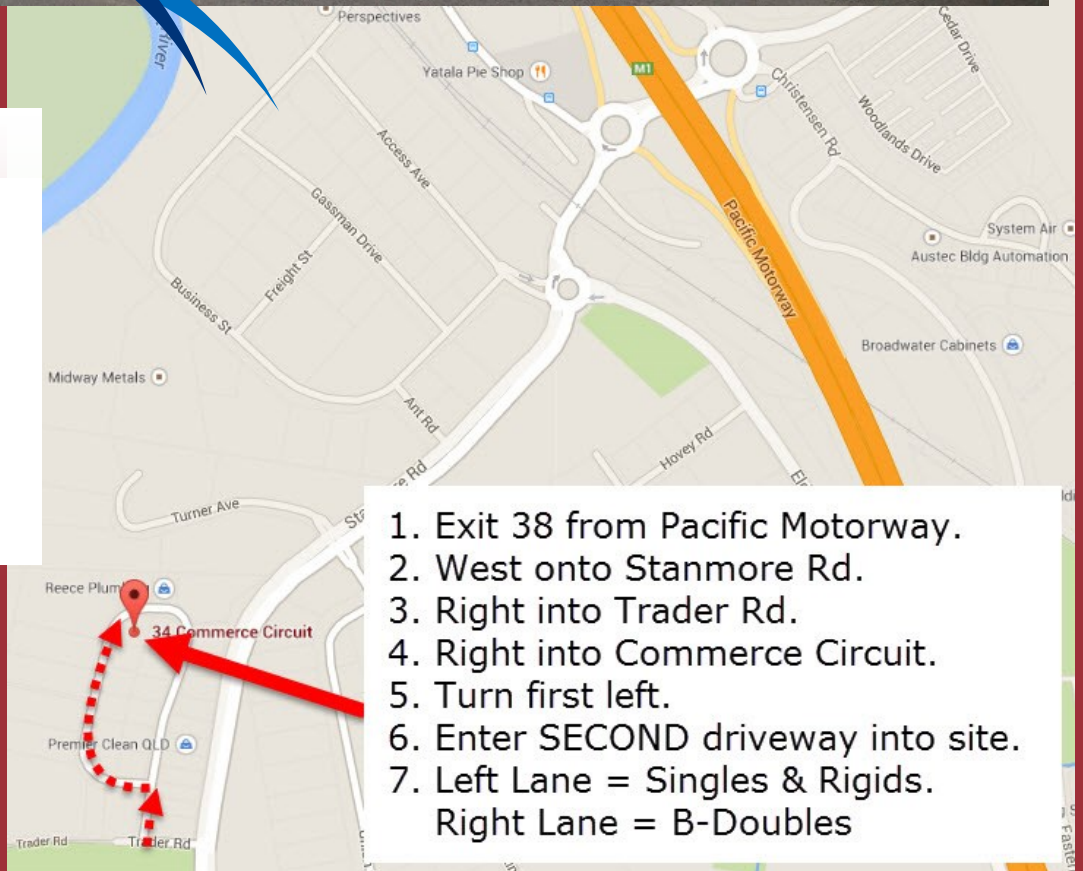 Perspectives
River
Yatala Pie Shop
M1
Cedar Drive
Christensen Rd
Woodlands Drive
Access Ave
Gassman Drive
Freight St
Business St
Pacific Motorway
System Air
Austec Bldg Automation
Broadwater Cabinets
Midway Metals
Ant Rd
Hovey Rd
Turner Ave
Reece Plum
34 Commerce Circuit
Premier Clean QLD
Trader Rd
Trader Rd
1. Exit 38 from Pacific Motorway.
2. West onto Stanmore Rd.
3. Right into Trader Rd.
4. Right into Commerce Circuit.
5. Turn first left.
6. Enter SECOND driveway into site.
7. Left Lane = Singles & Rigids.
Right Lane = B-Doubles